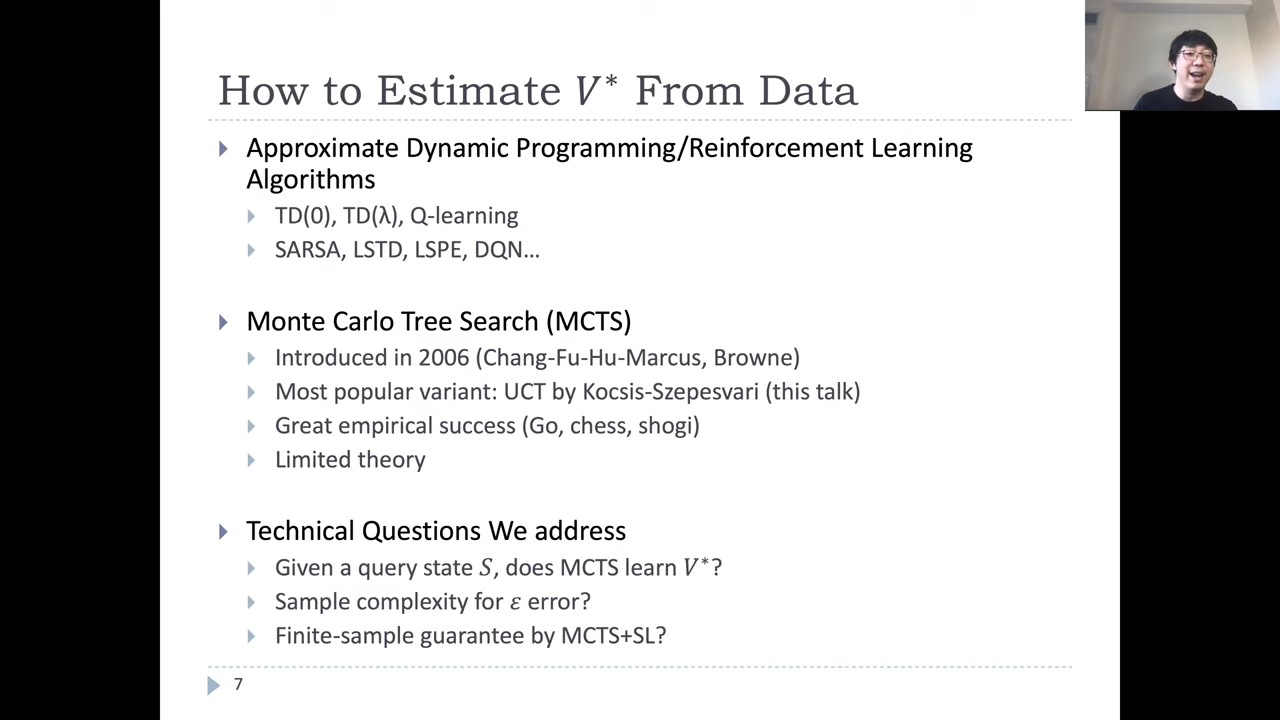 How to Estimate V* From Data
Approximate Dynamic Programming/Reinforcement Learning
Algorithms
TD(0), TD(λ), Q-learning
SARSA, LSTD, LSPE, DQN…
Monte Carlo Tree Search (MCTS)
Introduced in 2006 (Chang-Fu-Hu-Marcus, Browne)
Most popular variant: UCT by Kocsis-Szepesvari (this talk)
Great empirical success (Go, chess, shogi)
Limited theory
Technical Questions We address
Given a query state S, does MCTS learn V*?
Sample complexity for ε error?
Finite-sample guarantee by MCTS+SL?
7